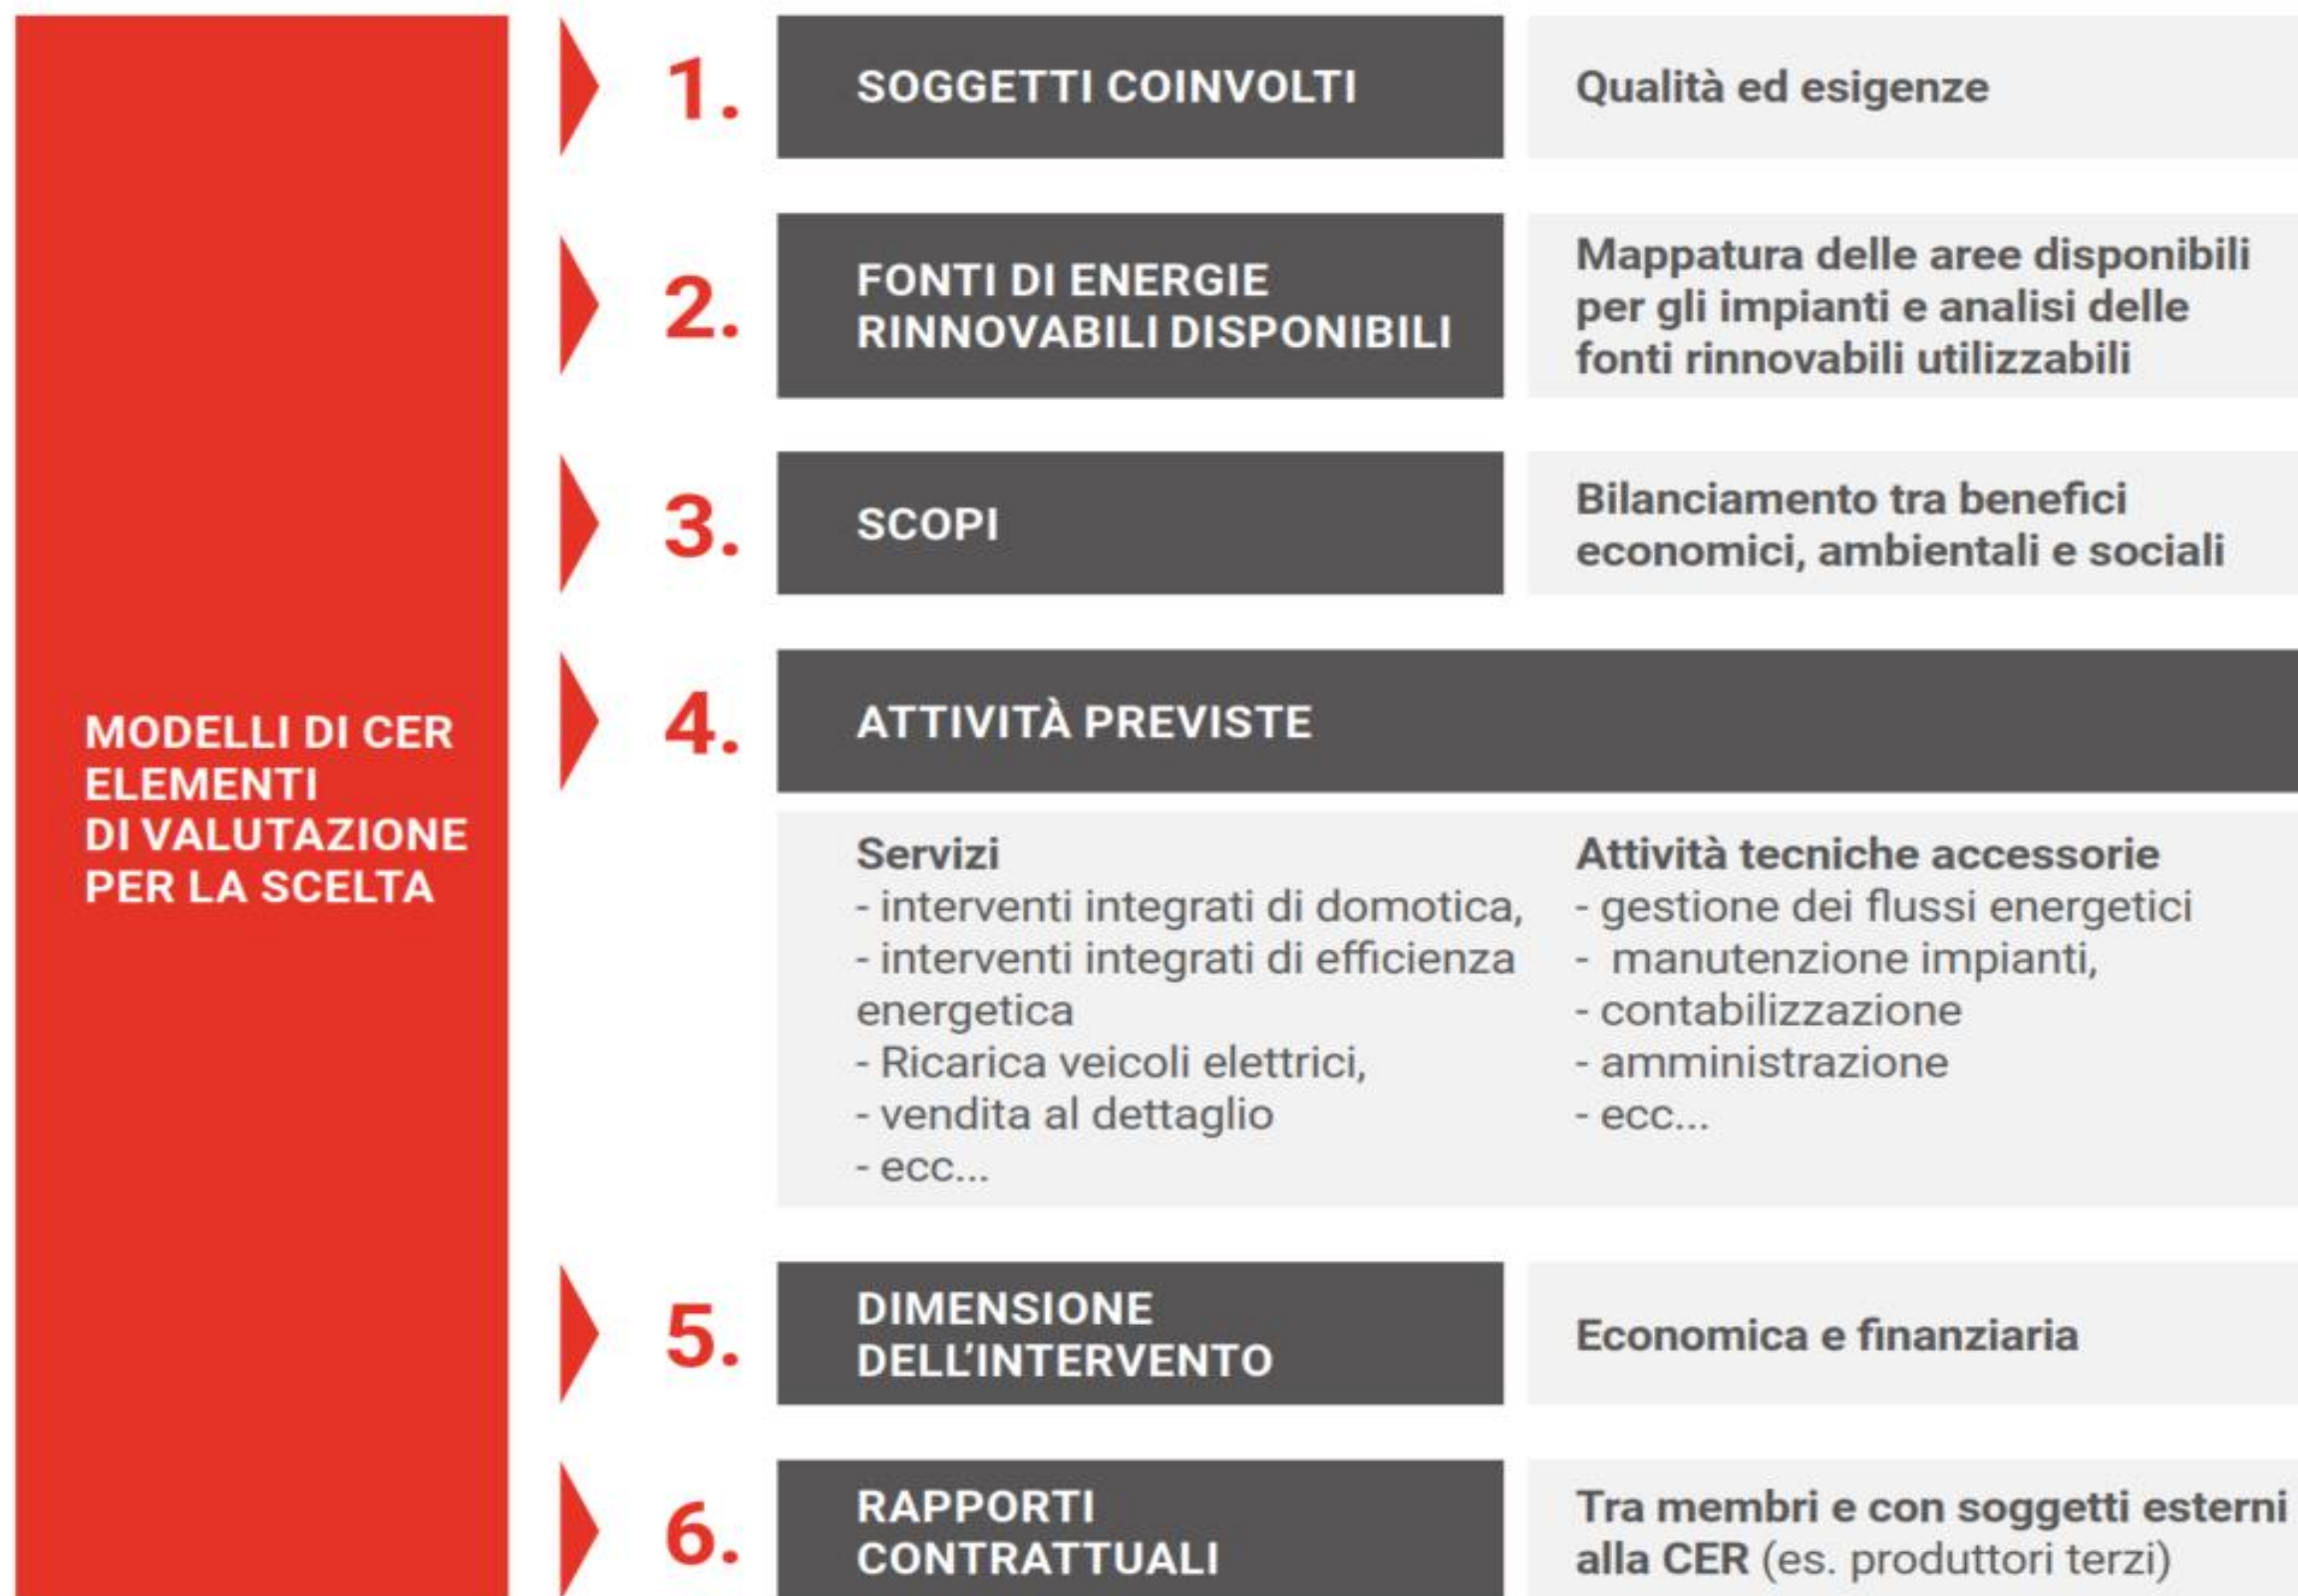 MODELLI DI CER
ELEMENTI
DI VALUTAZIONE
PER LA SCELTA
1.
SOGGETTI COINVOLTI
Qualità ed esigenze
2.
FONTI DI ENERGIE
RINNOVABILI DISPONIBILI
Mappatura delle aree disponibili
per gli impianti e analisi delle
fonti rinnovabili utilizzabili
3.
SCOPI
Bilanciamento tra benefici
economici, ambientali e sociali
4.
ATTIVITÀ PREVISTE
Servizi
- interventi integrati di domotica,
- interventi integrati di efficienza
energetica
- Ricarica veicoli elettrici,
- vendita al dettaglio
- ecc...
Attività tecniche accessorie
- gestione dei flussi energetici
- manutenzione impianti,
- contabilizzazione
- amministrazione
- ecc...
5.
DIMENSIONE
DELL'INTERVENTO
Economica e finanziaria
6.
RAPPORTI
CONTRATTUALI
Tra membri e con soggetti esterni
alla CER (es. produttori terzi)